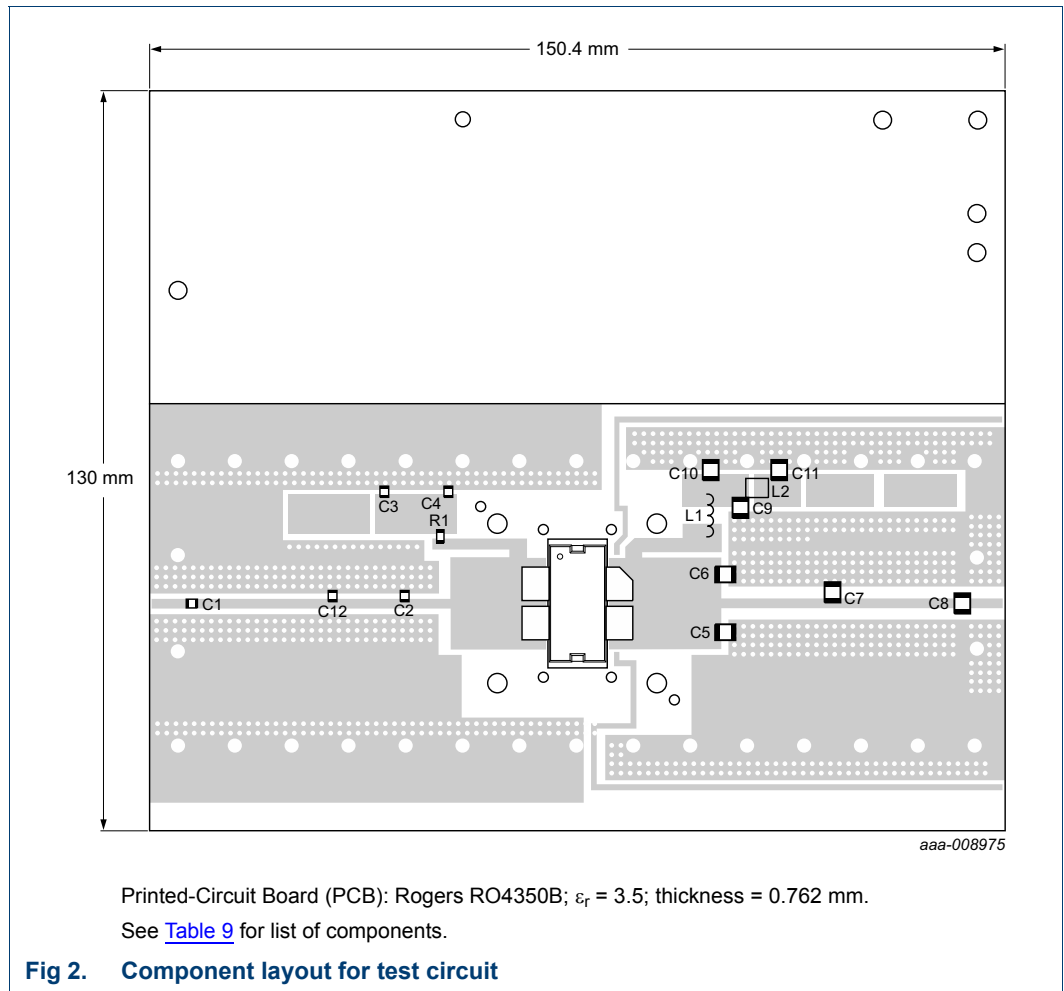 150.4 mm
130 mm
C10
C11
L2
C3
C4
L1
C9
R1
C6
C1
C12
C2
C7
C8
C5
aaa-008975
Printed-Circuit Board (PCB): Rogers RO4350B; εr = 3.5; thickness = 0.762 mm.
See Table 9 for list of components.
Fig 2. Component layout for test circuit